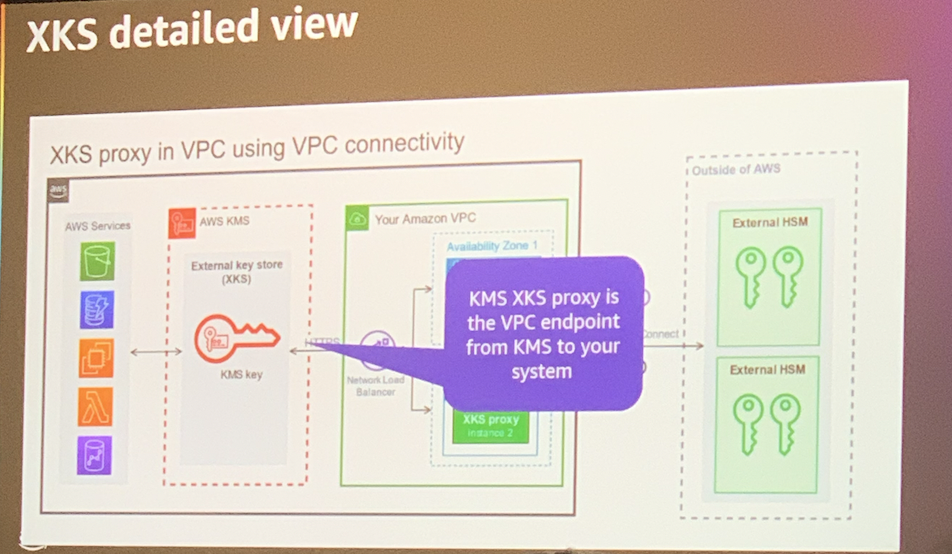 XKS detailed view
XKS proxy in VPC using VPC connectivity
aws
AWS Services
AWS KMS
Your Amazon VPC
Outside of AWS
External key store
(XKS)
KMS key
HTTPS
Network Load
Balancer
Availability Zone 1
KMS XKS proxy is
the VPC endpoint
from KMS to your
system
XKS proxy
instance 2
External HSM
External HSM